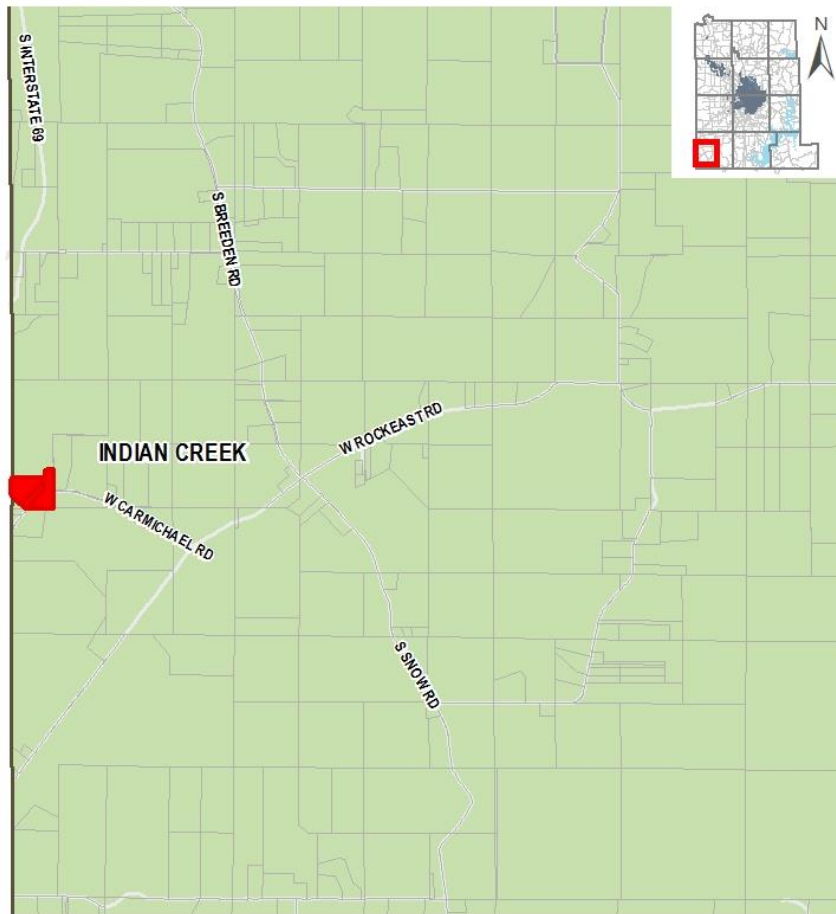 N
S INTERSTATE 69
S BREEDEN RD
W ROCKEAST RD
INDIAN CREEK
W CARMICHAEL RD
S SNOW RD